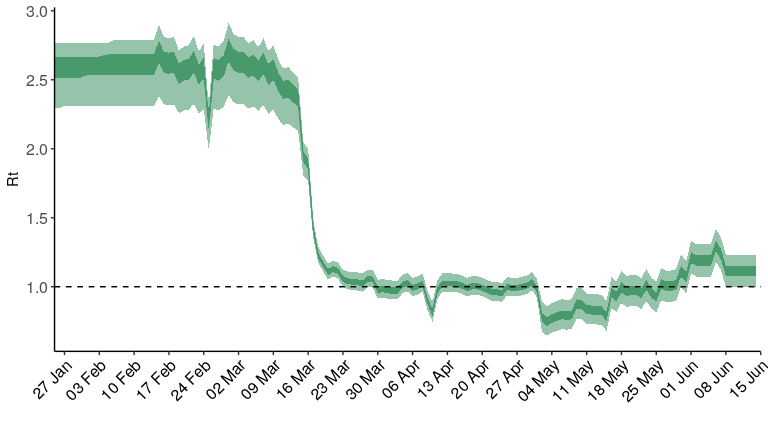 3.0
2.5
2.0
1.5
1.0
Rt
27 Jan
03 Feb
10 Feb
17 Feb
24 Feb
02 Mar
09 Mar
16 Mar
23 Mar
30 Mar
06 Apr
13 Apr
20 Apr
27 Apr
04 May
11 May
18 May
25 May
01 Jun
08 Jun
15 Jun